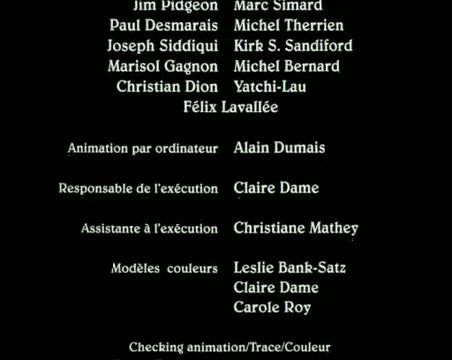 Jim Pidgeon Marc Simard
Paul Desmarais Michel Therrien
Joseph Siddiqui Kirk S. Sandiford
Marisol Gagnon Michel Bernard
Christian Dion Yatchi-Lau
Félix Lavallée
Animation par ordinateur Alain Dumais
Responsable de l'exécution Claire Dame
Assistante à l'exécution Christiane Mathey
Modèles couleurs Leslie Bank-Satz
Claire Dame
Carole Roy
Checking animation/Trace/Couleur